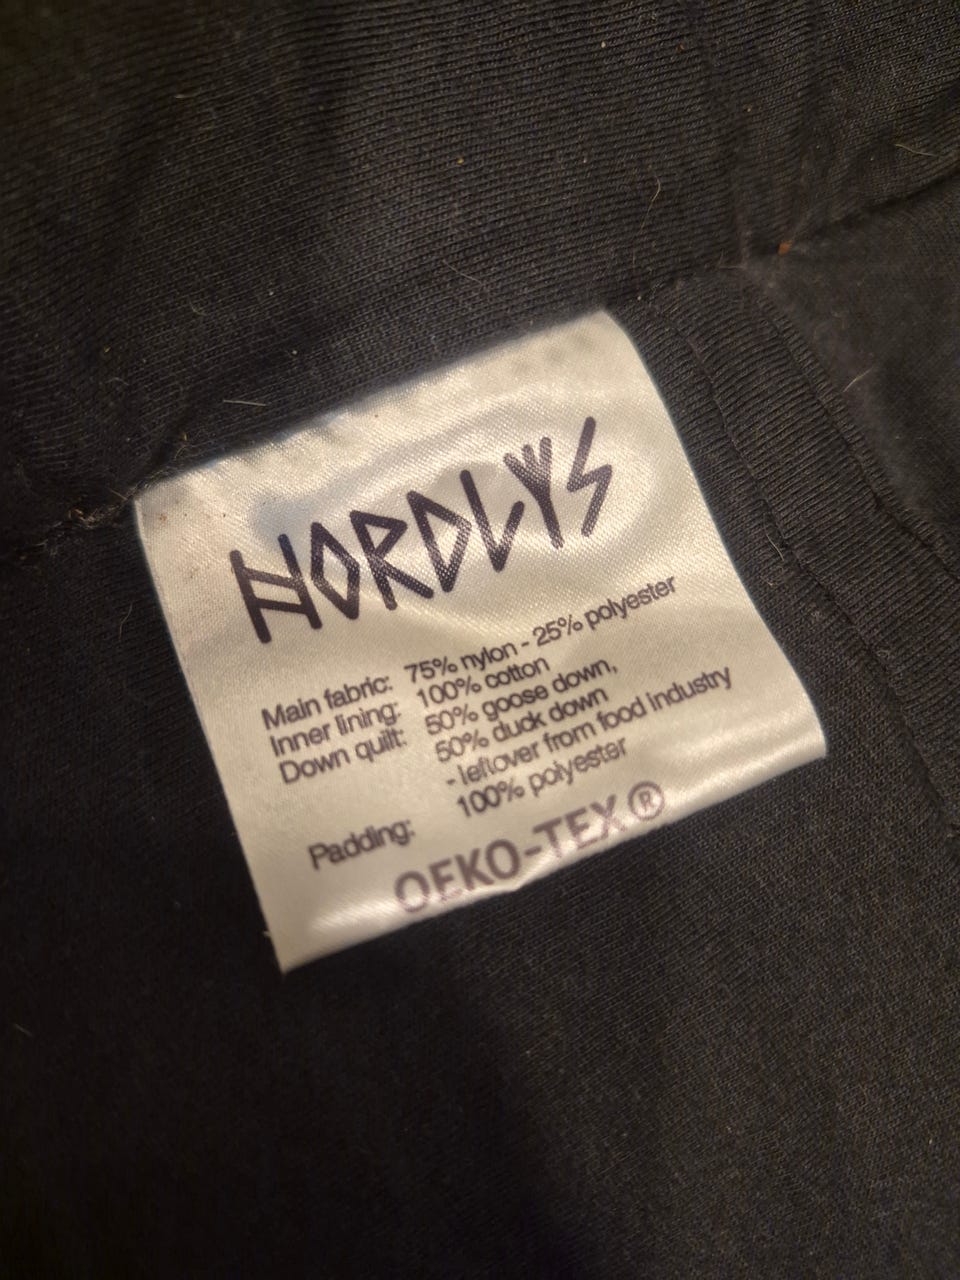 NORDLYS
Main fabric: 75% nylon - 25% polyester
Inner lining: 100% cotton
Down quilt: 50% goose down,
50% duck down
- leftover from food industry
Padding: 100% polyester
OEKO-TEX®